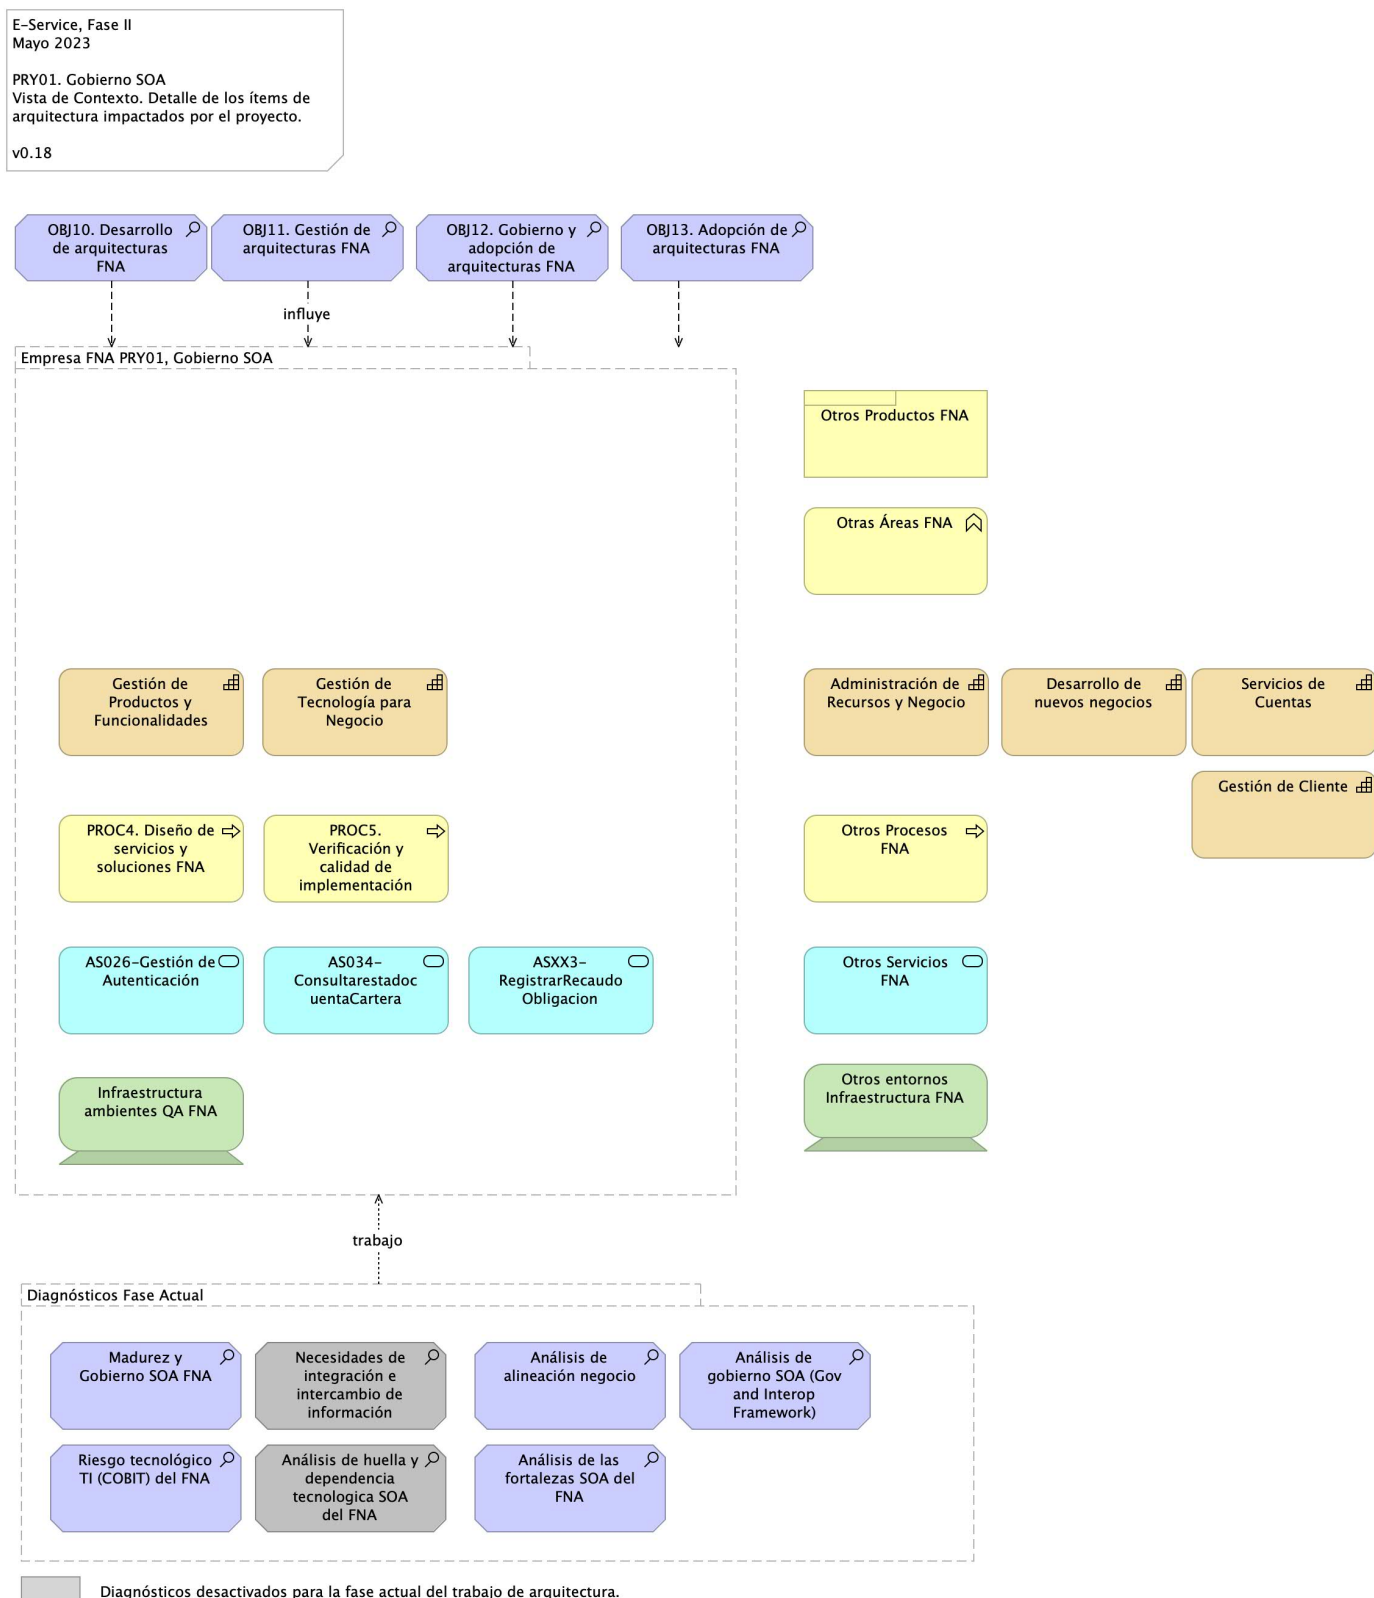 E-Service, Fase II
Mayo 2023
PRY01. Gobierno SOA
Vista de Contexto. Detalle de los ítems de
arquitectura impactados por el proyecto.
v0.18
OBJ10. Desarrollo
de arquitecturas
FNA
OBJ11. Gestión de
arquitecturas FNA
OBJ12. Gobierno y
adopción de
arquitecturas FNA
OBJ13. Adopción de
arquitecturas FNA
influye
Empresa FNA PRY01, Gobierno SOA
Otros Productos FNA
Otras Áreas FNA
Gestión de
Productos y
Funcionalidades
Gestión de
Tecnología para
Negocio
Administración de
Recursos y Negocio
Desarrollo de
nuevos negocios
Servicios de
Cuentas
Gestión de Cliente
PROC4. Diseño de
servicios y
soluciones FNA
PROC5.
Verificación y
calidad de
implementación
Otros Procesos
FNA
AS026-Gestión de
Autenticación
AS034-
Consultarestadoc
uentaCartera
ASXX3-
RegistrarRecaudo
Obligacion
Otros Servicios
FNA
Infraestructura
ambientes QA FNA
Otros entornos
Infraestructura FNA
trabajo
Diagnósticos Fase Actual
Madurez y
Gobierno SOA FNA
Necesidades de
integración e
intercambio de
información
Análisis de
alineación negocio
Análisis de
gobierno SOA (Gov
and Interop
Framework)
Riesgo tecnológico
TI (COBIT) del FNA
Análisis de huella y
dependencia
tecnologica SOA
del FNA
Análisis de las
fortalezas SOA del
FNA
Diagnósticos desactivados para la fase actual del trabajo de arquitectura.